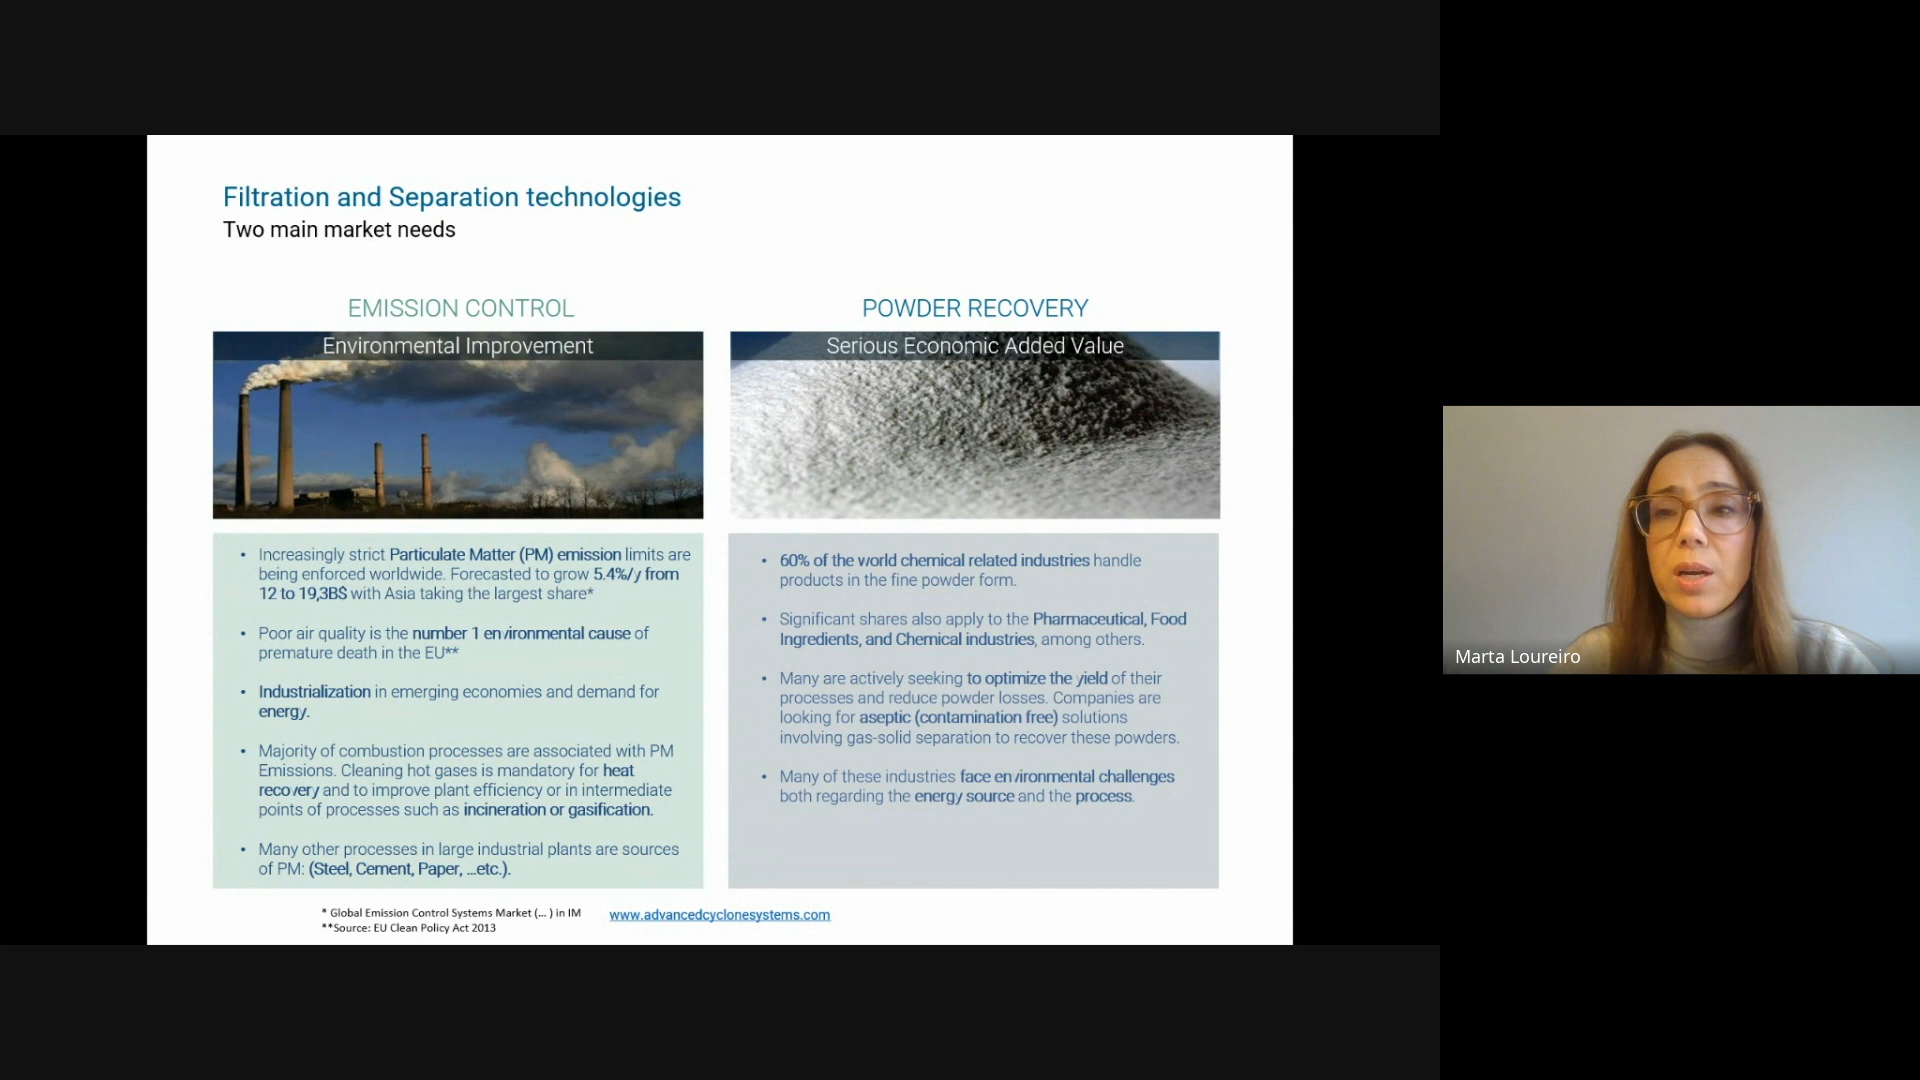 Filtration and Separation technologies
Two main market needs
EMISSION CONTROL
Environmental Improvement
• Increasingly strict Particulate Matter (PM) emission limits are
being enforced worldwide. Forecasted to grow 5.4%/y from
12 to 19,3B$ with Asia taking the largest share*
• Poor air quality is the number 1 environmental cause of
premature death in the EU**
• Industrialization in emerging economies and demand for
energy.
• Majority of combustion processes are associated with PM
Emissions. Cleaning hot gases is mandatory for heat
recovery and to improve plant efficiency or in intermediate
points of processes such as incineration or gasification.
• Many other processes in large industrial plants are sources
of PM: (Steel, Cement, Paper, ...etc.).
POWDER RECOVERY
Serious Economic Added Value
• 60% of the world chemical related industries handle
products in the fine powder form.
• Significant shares also apply to the Pharmaceutical, Food
Ingredients, and Chemical industries, among others.
• Many are actively seeking to optimize the yield of their
processes and reduce powder losses. Companies are
looking for aseptic (contamination free) solutions
involving gas-solid separation to recover these powders.
• Many of these industries face environmental challenges
both regarding the energy source and the process.
* Global Emission Control Systems Market (... ) in IM
**Source: EU Clean Policy Act 2013
www.advancedcyclonesystems.com
Marta Loureiro